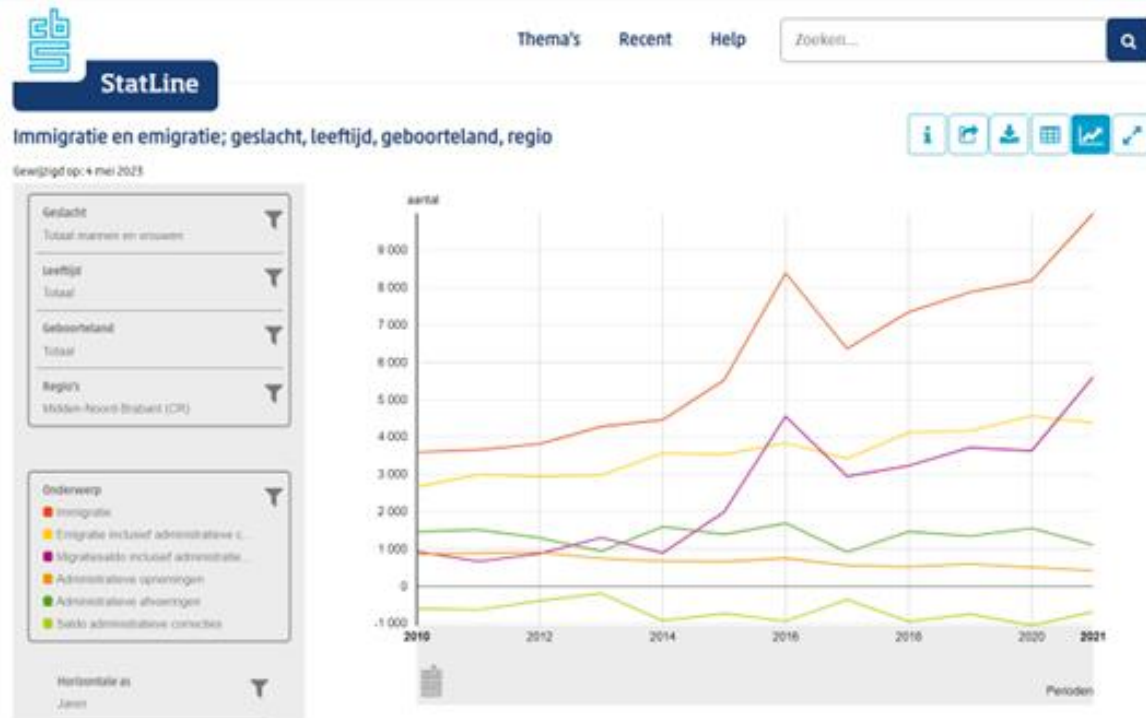 cbs
Thema's Recent Help Zoeken...
StatLine
Immigratie en emigratie; geslacht, leeftijd, geboorteland, regio
Gewijzigd op: 4 mei 2023
Geslacht
Totaal mannen en vrouwen
Leeftijd
Totaal
Geboorteland
Totaal
Regio's
Midden-Noord-Brabant (CR)
Onderwerp
Immigratie
Emigratie inclusief administratieve c...
Migratiesaldo inclusief administratie...
Administratieve opnemingen
Administratieve afvoeringen
Saldo administratieve correcties
Horizontale as
Jaren
aantal
9 000
8 000
7 000
6 000
5 000
4 000
3 000
2 000
1 000
0
-1 000
2010 2012 2014 2016 2018 2020 2021
Perioden